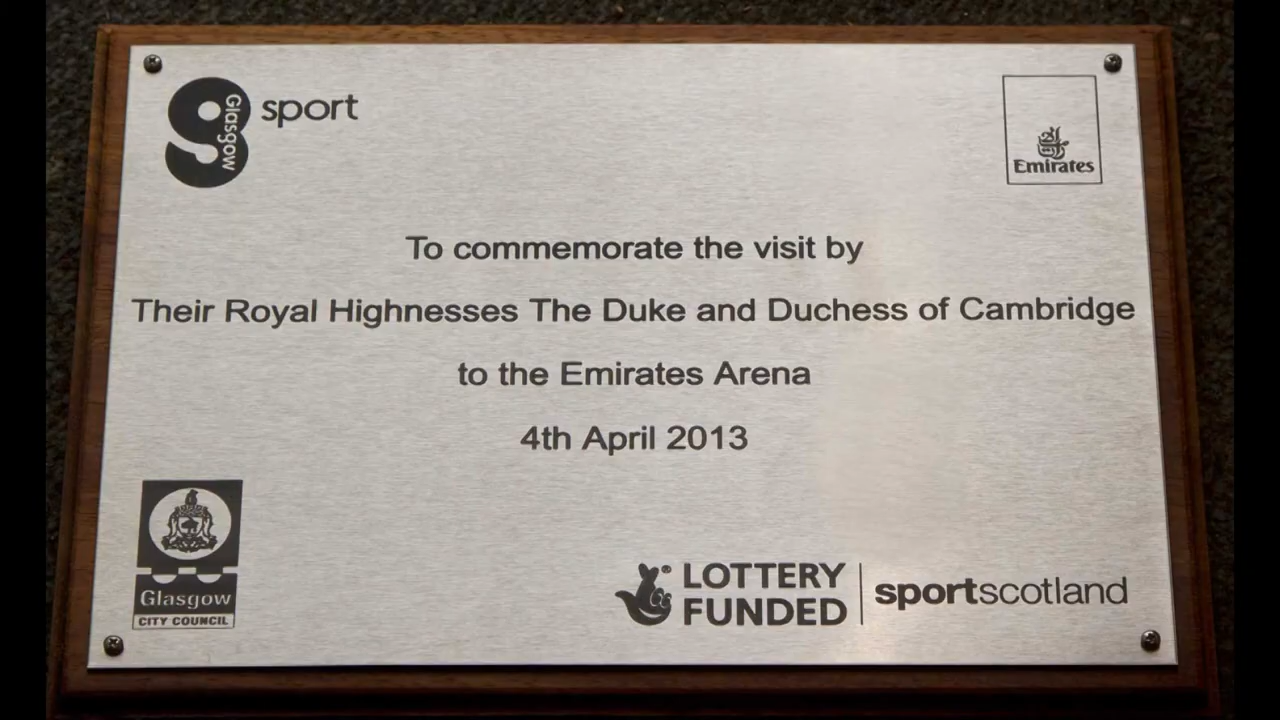 Glasgow
sport
Emirates
To commemorate the visit by
Their Royal Highnesses The Duke and Duchess of Cambridge
to the Emirates Arena
4th April 2013
Glasgow
CITY COUNCIL
LOTTERY
FUNDED
sportscotland